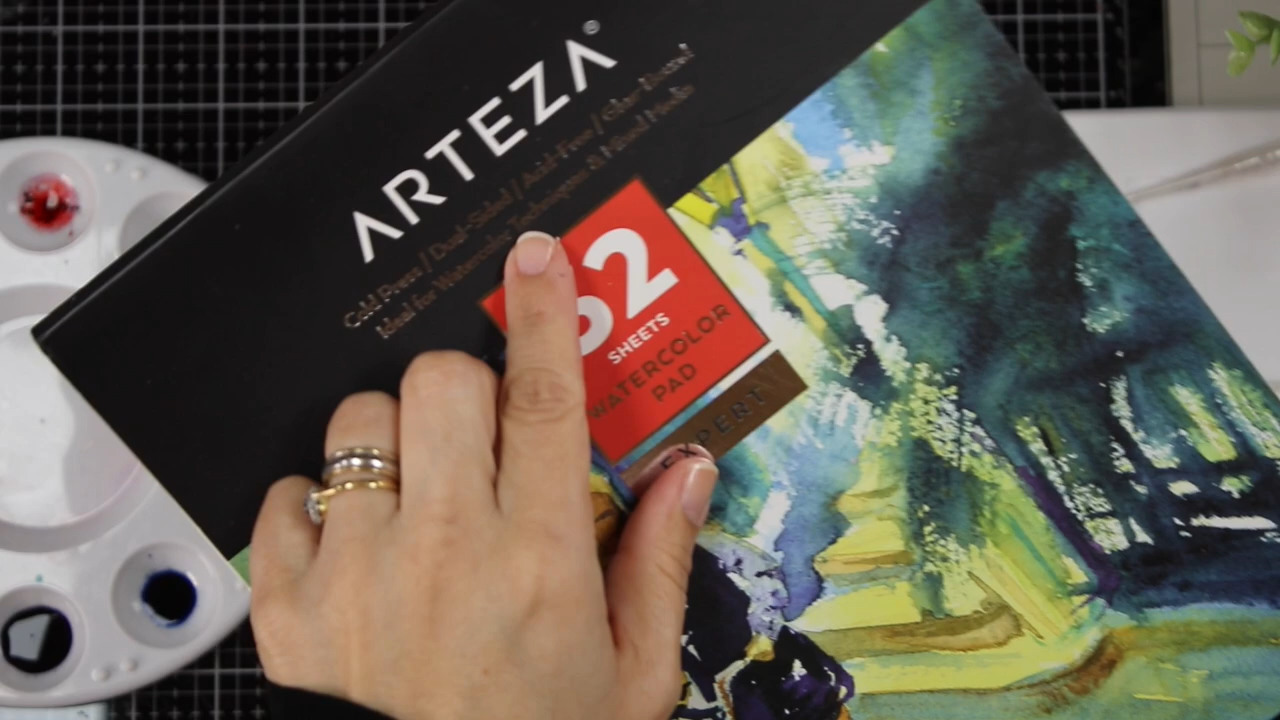 ARTEZA®
Cold Press / Dual-Sided / Acid-Free / Glue-Bound
Ideal for Watercolor Techniques & Mixed Media
2
SHEETS
WATERCOLOR
PAD
EXPERT